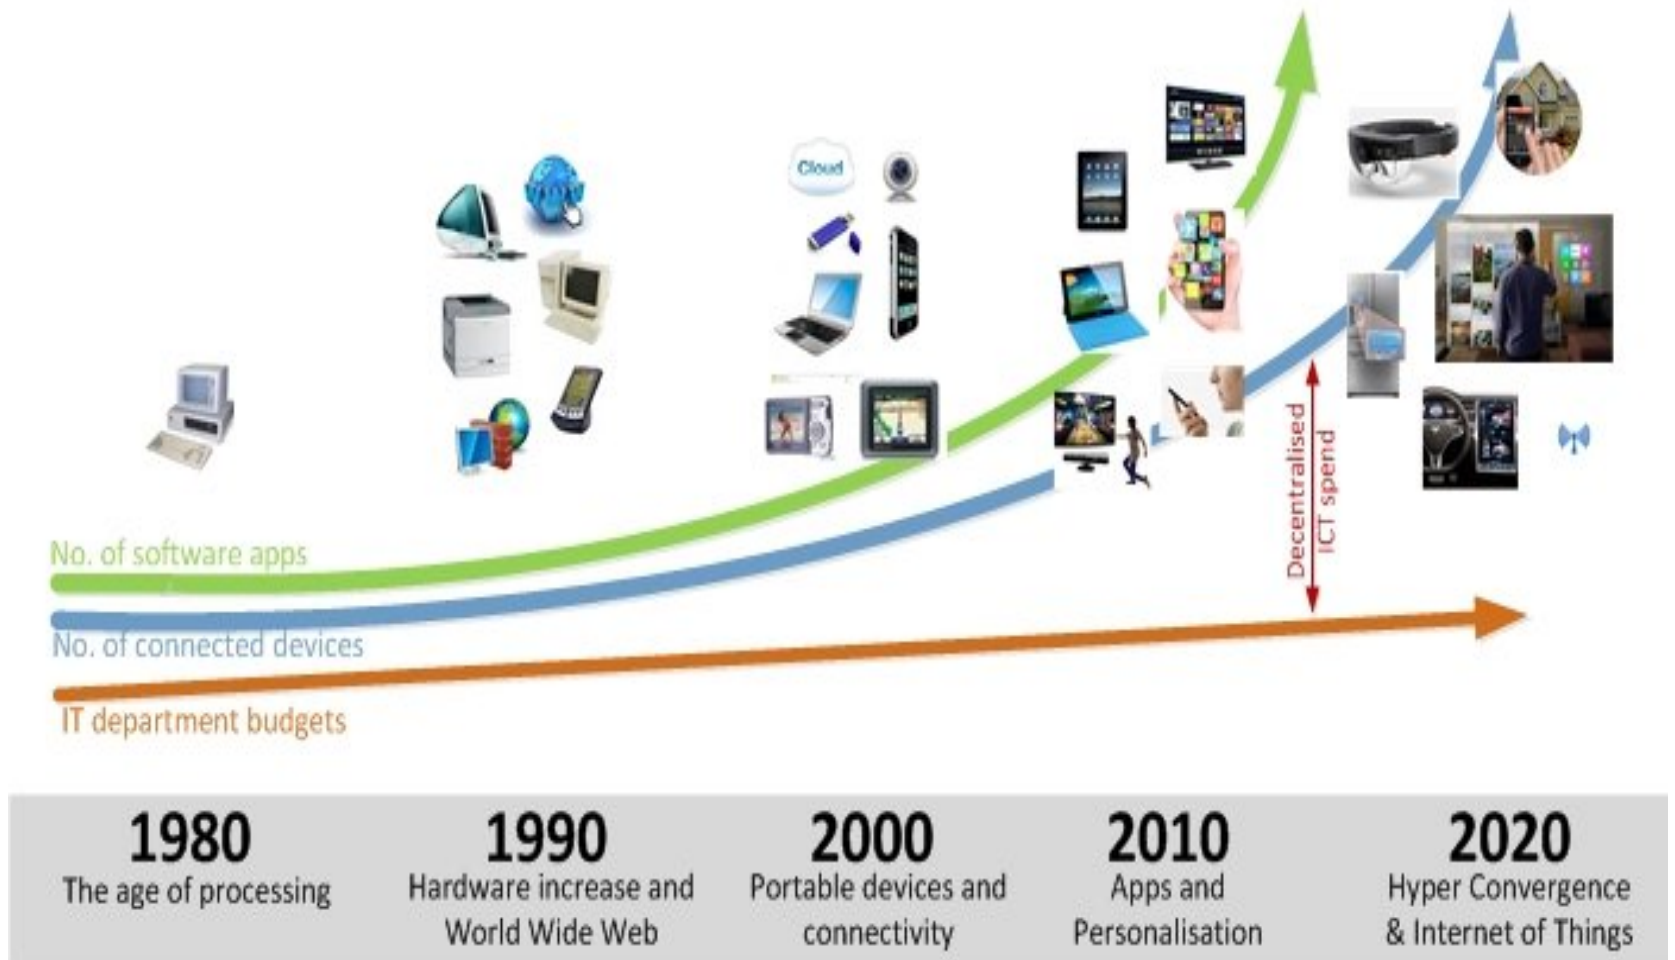 Cloud
No. of software apps
No. of connected devices
IT department budgets
Decentralised
ICT spend
1980
The age of processing
1990
Hardware increase and
World Wide Web
2000
Portable devices and
connectivity
2010
Apps and
Personalisation
2020
Hyper Convergence
& Internet of Things